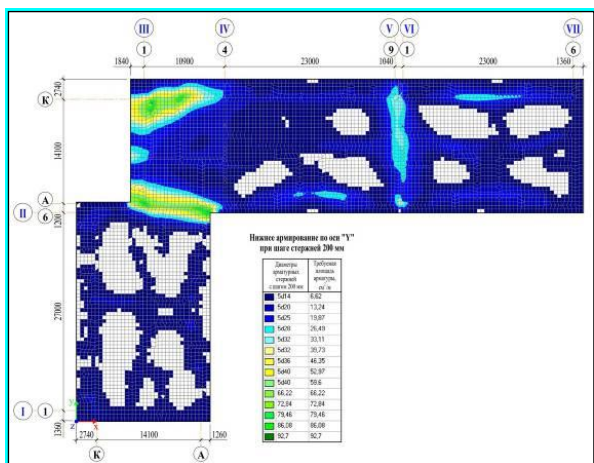 III IV V VI VII
1 4 9 1 6
1840 10900 23000 1040 23000 1360
2740
К
14100
А
II 6
1200
27000
I 1
1360
Z
2740 14100 1260
К А
Нижнее армирование по оси "Y"
при шаге стержней 200 мм
Диаметры арматурных стержней с шагом 200 мм
Требуемая площадь арматуры, см²/м
5d14 6,62
5d20 13,24
5d25 19,87
5d28 26,49
5d32 33,11
5d32 39,73
5d36 46,35
5d40 52,97
5d40 59,6
66,22 66,22
72,84 72,84
79,46 79,46
86,08 86,08
92,7 92,7